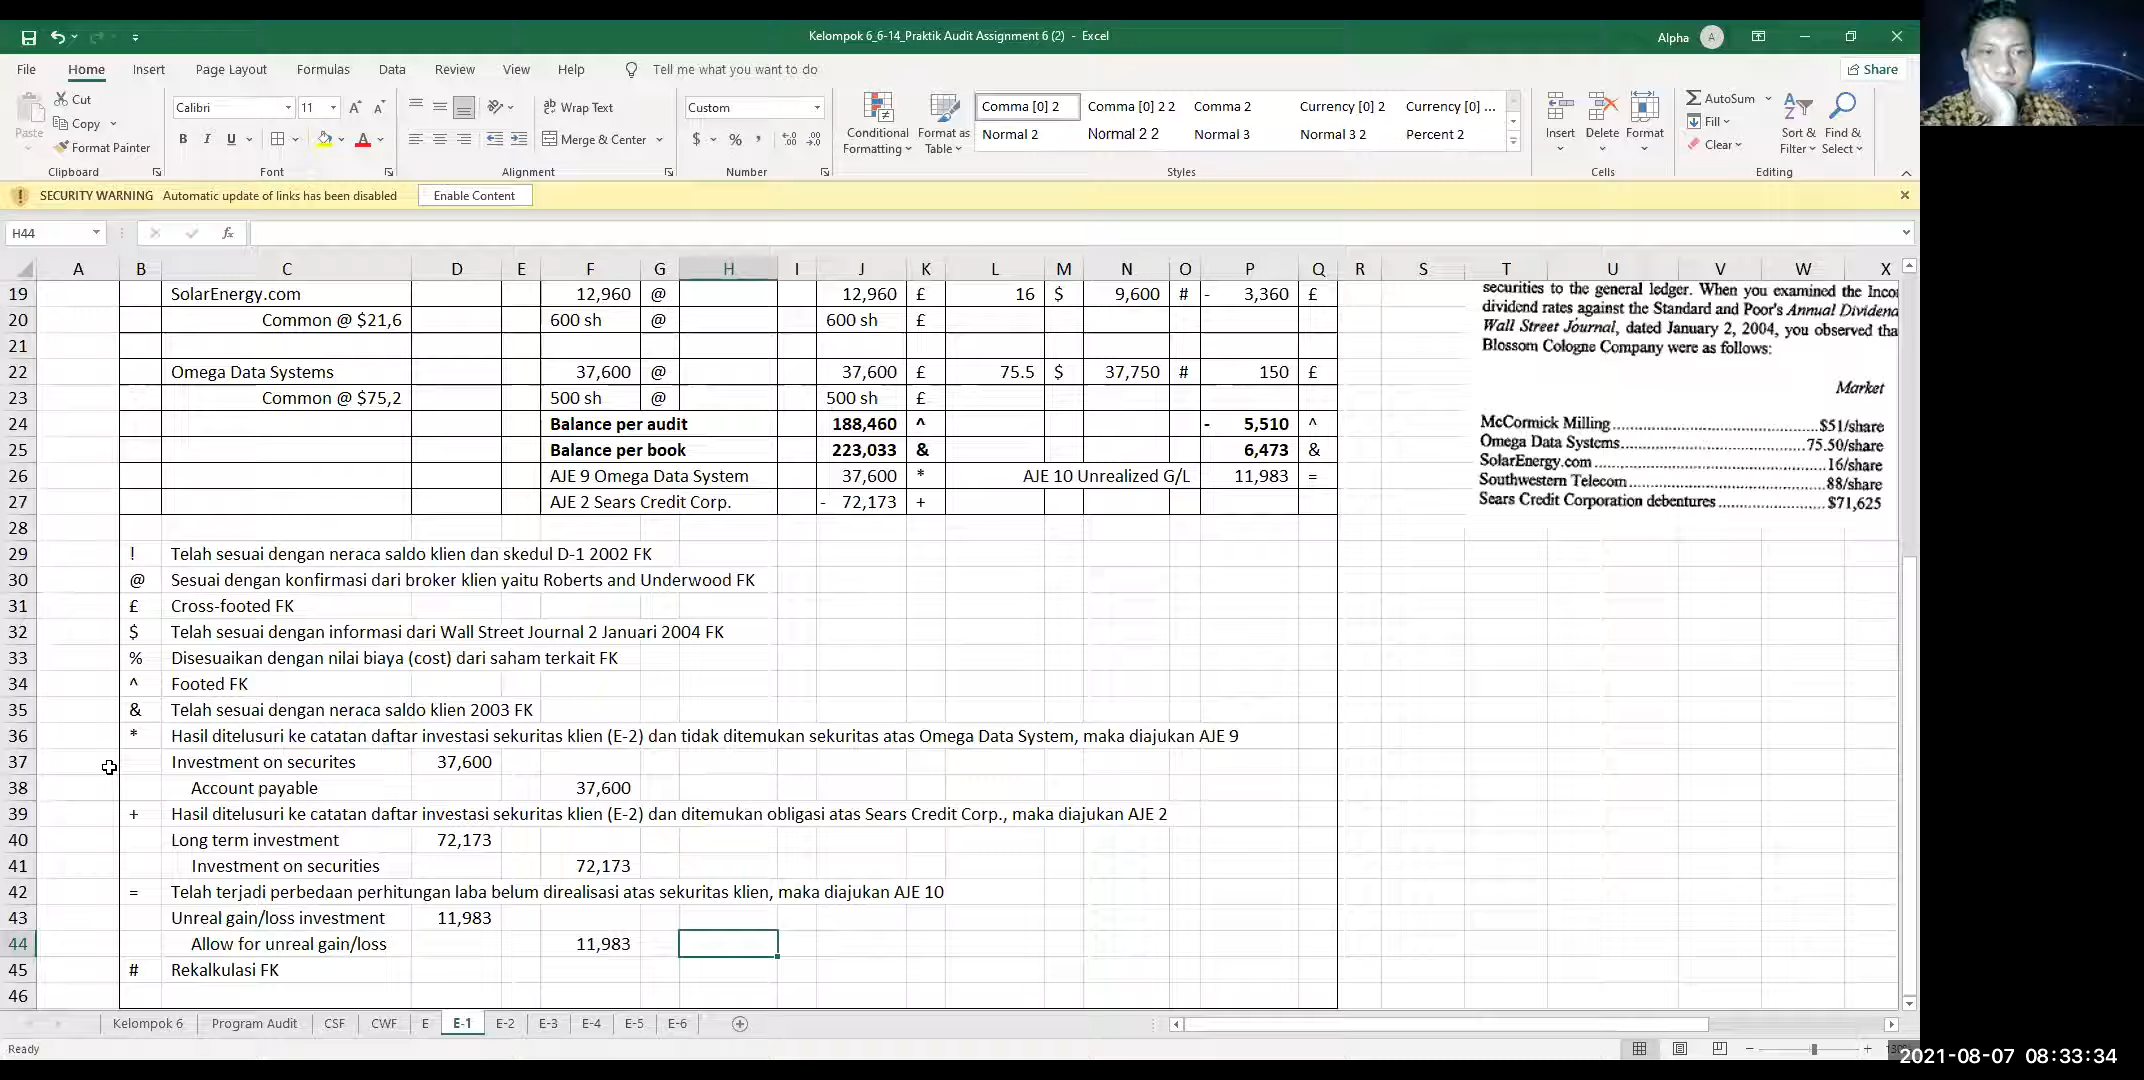 Kelompok 6_6-14_Praktik Audit Assignment 6 (2) - Excel
Alpha A
File Home Insert Page Layout Formulas Data Review View Help Tell me what you want to do Share
Cut
Copy
Format Painter
Paste
Clipboard
Calibri 11
B I U
Font
Wrap Text
Merge & Center
Alignment
Custom
$ % ,
Number
Conditional Formatting
Format as Table
Comma [0] 2 Comma [0] 2 2 Comma 2 Currency [0] 2 Currency [0] ...
Normal 2 Normal 2 2 Normal 3 Normal 3 2 Percent 2
Styles
Insert Delete Format
Cells
AutoSum
Fill
Clear
Sort & Filter
Find & Select
Editing
SECURITY WARNING Automatic update of links has been disabled Enable Content
H44 fx
A B C D E F G H I J K L M N O P Q R S T U V W X
19 SolarEnergy.com 12,960 @ 12,960 £ 16 $ 9,600 # - 3,360 £
20 Common @ $21,6 600 sh @ 600 sh £
21
22 Omega Data Systems 37,600 @ 37,600 £ 75.5 $ 37,750 # 150 £
23 Common @ $75,2 500 sh @ 500 sh £
24 Balance per audit 188,460 ^ - 5,510 ^
25 Balance per book 223,033 & 6,473 &
26 AJE 9 Omega Data System 37,600 * AJE 10 Unrealized G/L 11,983 =
27 AJE 2 Sears Credit Corp. - 72,173 +
28
29 ! Telah sesuai dengan neraca saldo klien dan skedul D-1 2002 FK
30 @ Sesuai dengan konfirmasi dari broker klien yaitu Roberts and Underwood FK
31 £ Cross-footed FK
32 $ Telah sesuai dengan informasi dari Wall Street Journal 2 Januari 2004 FK
33 % Disesuaikan dengan nilai biaya (cost) dari saham terkait FK
34 ^ Footed FK
35 & Telah sesuai dengan neraca saldo klien 2003 FK
36 * Hasil ditelusuri ke catatan daftar investasi sekuritas klien (E-2) dan tidak ditemukan sekuritas atas Omega Data System, maka diajukan AJE 9
37 Investment on securites 37,600
38 Account payable 37,600
39 + Hasil ditelusuri ke catatan daftar investasi sekuritas klien (E-2) dan ditemukan obligasi atas Sears Credit Corp., maka diajukan AJE 2
40 Long term investment 72,173
41 Investment on securities 72,173
42 = Telah terjadi perbedaan perhitungan laba belum direalisasi atas sekuritas klien, maka diajukan AJE 10
43 Unreal gain/loss investment 11,983
44 Allow for unreal gain/loss 11,983
45 # Rekalkulasi FK
46
securities to the general ledger. When you examined the Inco
dividend rates against the Standard and Poor's Annual Dividend
Wall Street Journal, dated January 2, 2004, you observed tha
Blossom Cologne Company were as follows:
Market
McCormick Milling ........ $51/share
Omega Data Systems ........ 75.50/share
SolarEnergy.com ........ 16/share
Southwestern Telecom ........ 88/share
Sears Credit Corporation debentures ........ $71,625
Kelompok 6 Program Audit CSF CWF E E-1 E-2 E-3 E-4 E-5 E-6
Ready
2021-08-07 08:33:34